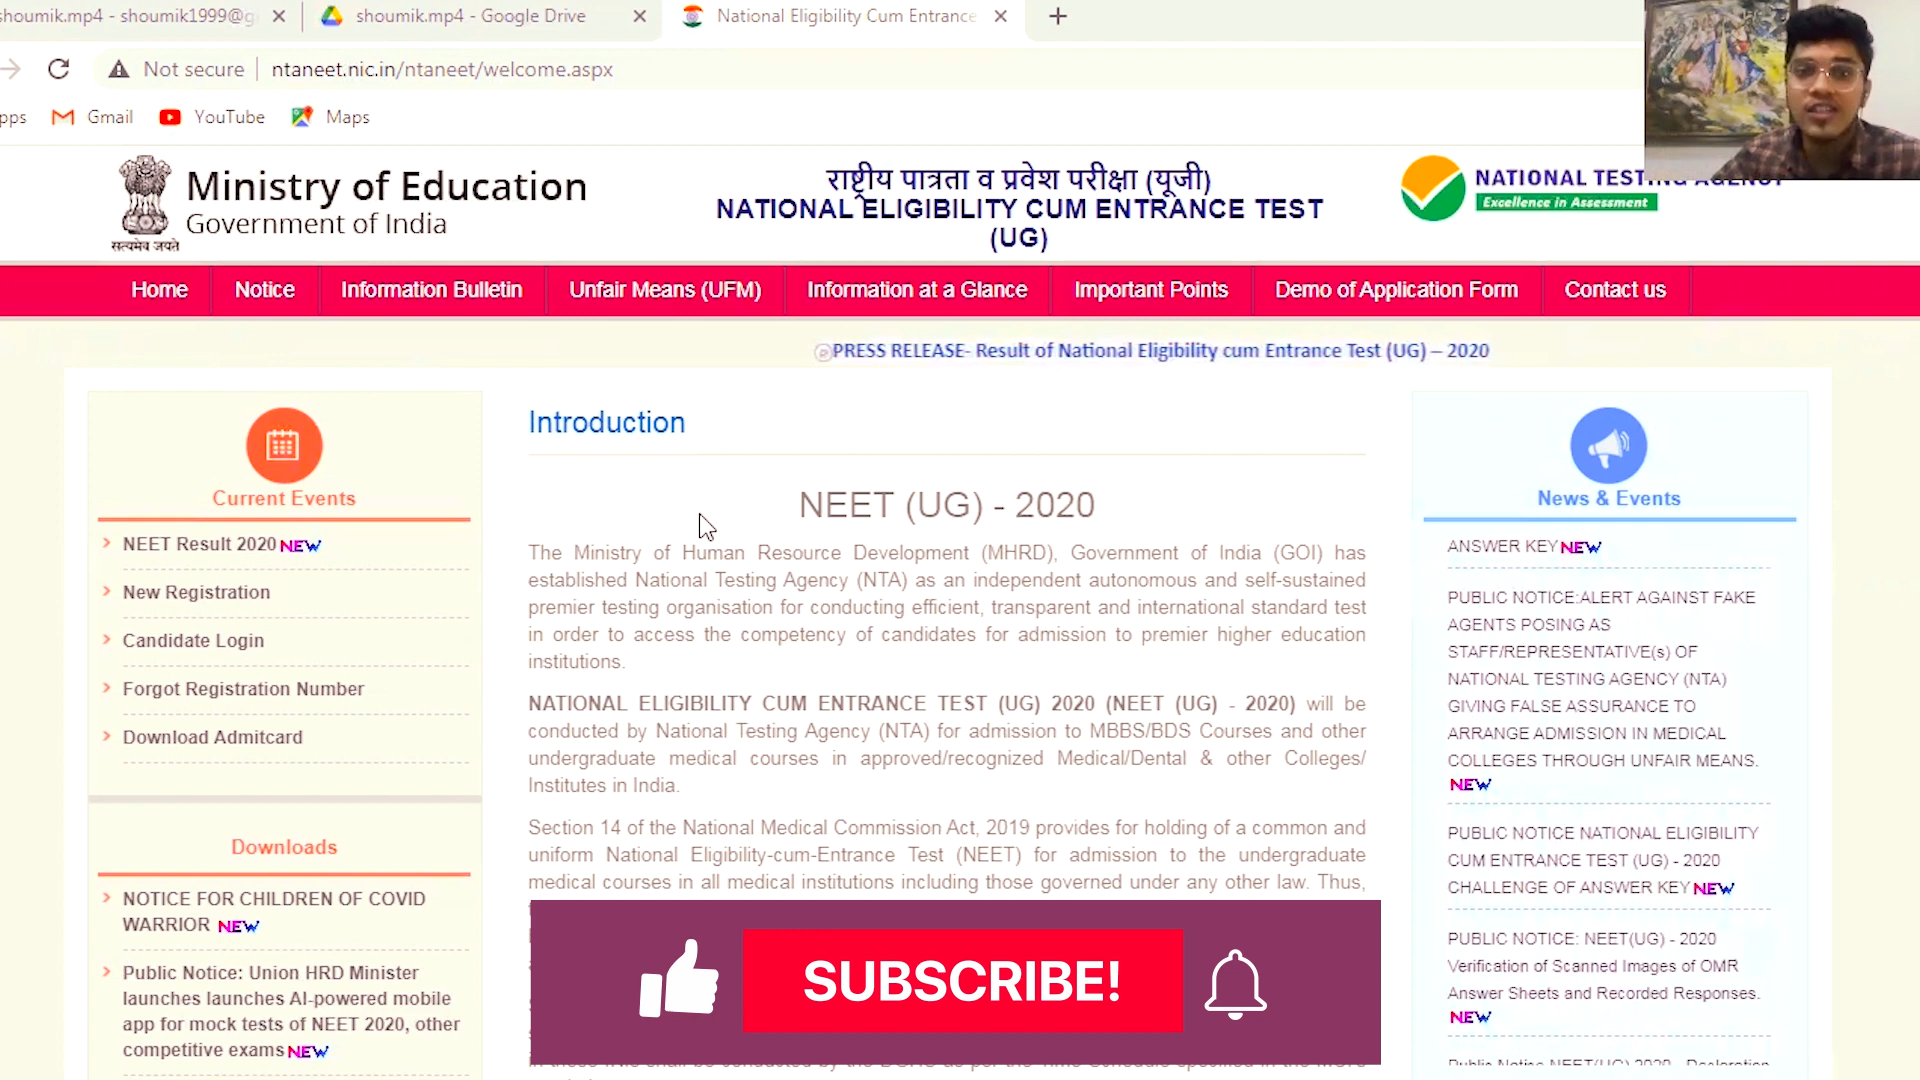 shoumik.mp4 - shoumik1999@g
shoumik.mp4 - Google Drive
National Eligibility Cum Entrance
Not secure
ntaneet.nic.in/ntaneet/welcome.aspx
Gmail
YouTube
Maps
Ministry of Education
Government of India
सत्यमेव जयते
राष्ट्रीय पात्रता व प्रवेश परीक्षा (यूजी)
NATIONAL ELIGIBILITY CUM ENTRANCE TEST
(UG)
NATIONAL TESTING AGENCY
Excellence in Assessment
Home
Notice
Information Bulletin
Unfair Means (UFM)
Information at a Glance
Important Points
Demo of Application Form
Contact us
PRESS RELEASE- Result of National Eligibility cum Entrance Test (UG) – 2020
Current Events
NEET Result 2020 NEW
New Registration
Candidate Login
Forgot Registration Number
Download Admitcard
Downloads
NOTICE FOR CHILDREN OF COVID
WARRIOR NEW
Public Notice: Union HRD Minister
launches launches AI-powered mobile
app for mock tests of NEET 2020, other
competitive exams NEW
Introduction
NEET (UG) - 2020
The Ministry of Human Resource Development (MHRD), Government of India (GOI) has
established National Testing Agency (NTA) as an independent autonomous and self-sustained
premier testing organisation for conducting efficient, transparent and international standard test
in order to access the competency of candidates for admission to premier higher education
institutions.
NATIONAL ELIGIBILITY CUM ENTRANCE TEST (UG) 2020 (NEET (UG) - 2020) will be
conducted by National Testing Agency (NTA) for admission to MBBS/BDS Courses and other
undergraduate medical courses in approved/recognized Medical/Dental & other Colleges/
Institutes in India.
Section 14 of the National Medical Commission Act, 2019 provides for holding of a common and
uniform National Eligibility-cum-Entrance Test (NEET) for admission to the undergraduate
medical courses in all medical institutions including those governed under any other law. Thus,
SUBSCRIBE!
News & Events
ANSWER KEY NEW
PUBLIC NOTICE:ALERT AGAINST FAKE
AGENTS POSING AS
STAFF/REPRESENTATIVE(s) OF
NATIONAL TESTING AGENCY (NTA)
GIVING FALSE ASSURANCE TO
ARRANGE ADMISSION IN MEDICAL
COLLEGES THROUGH UNFAIR MEANS.
NEW
PUBLIC NOTICE NATIONAL ELIGIBILITY
CUM ENTRANCE TEST (UG) - 2020
CHALLENGE OF ANSWER KEY NEW
PUBLIC NOTICE: NEET(UG) - 2020
Verification of Scanned Images of OMR
Answer Sheets and Recorded Responses.
NEW
Public Notice NEET(UG) 2020 - Declaration